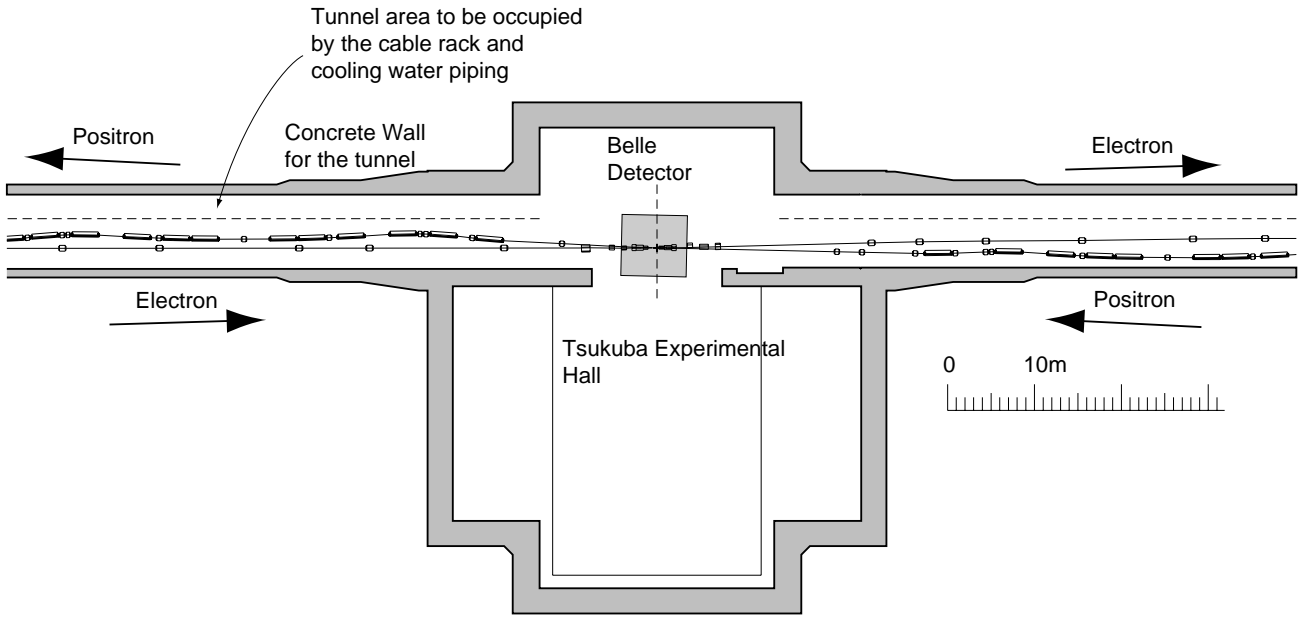 Tunnel area to be occupied
by the cable rack and
cooling water piping
Positron
Concrete Wall
for the tunnel
Belle
Detector
Electron
Electron
Positron
Tsukuba Experimental
Hall
0 10m